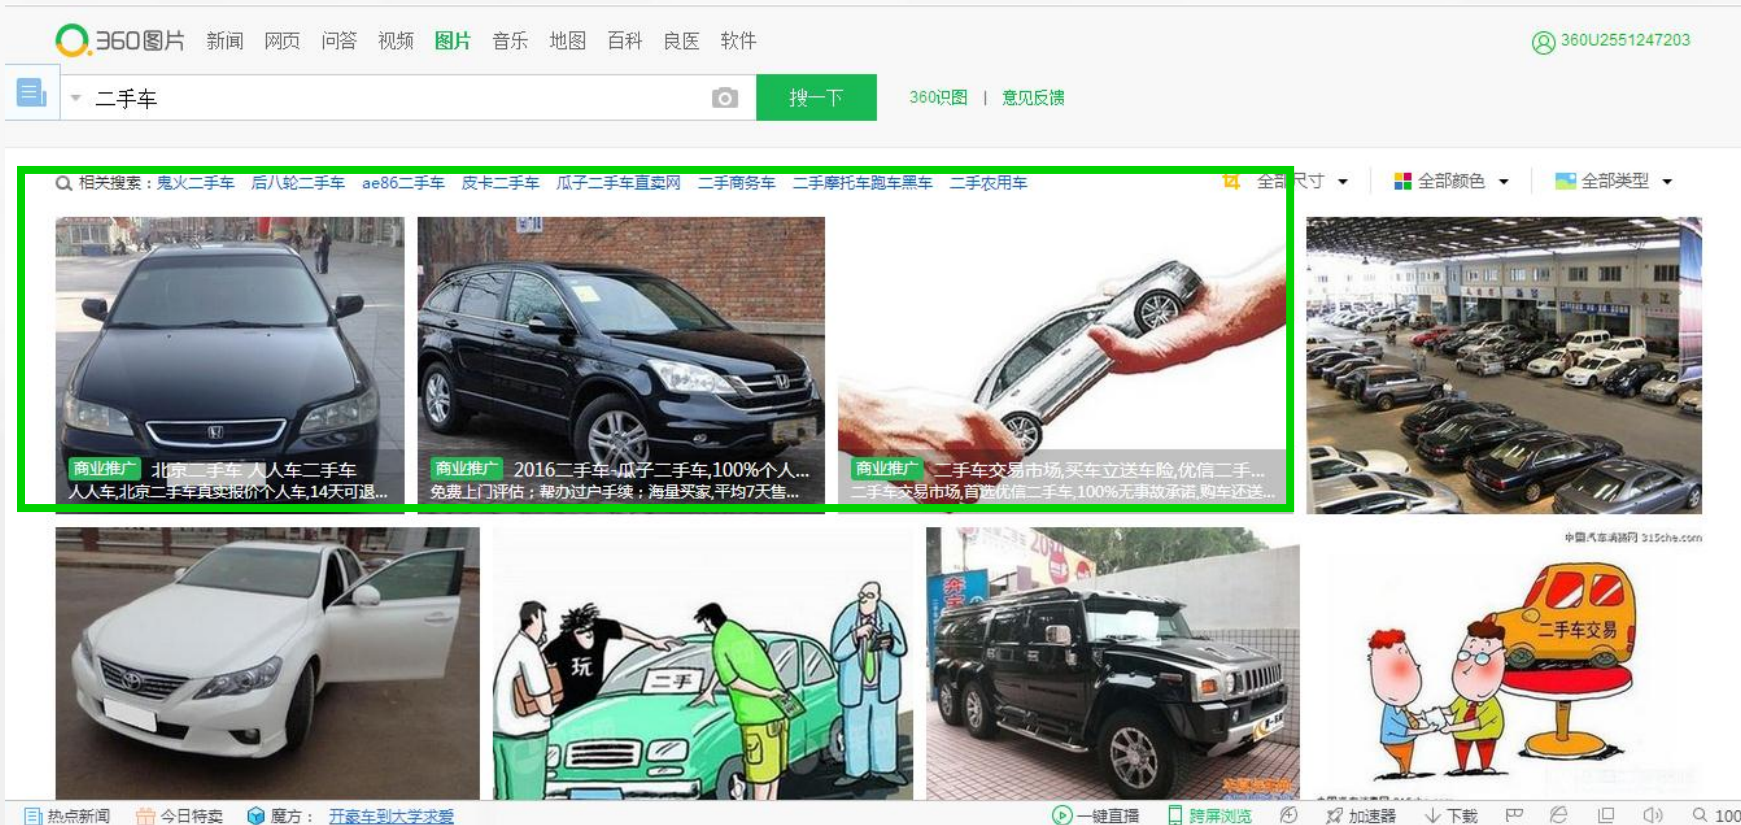 360图片 新闻 网页 问答 视频 图片 音乐 地图 百科 良医 软件
360U2551247203
二手车 搜一下 360识图 | 意见反馈
相关搜索：鬼火二手车 后八轮二手车 ae86二手车 皮卡二手车 瓜子二手车直卖网 二手商务车 二手摩托车跑车黑车 二手农用车
全部尺寸 全部颜色 全部类型
商业推广 北京二手车 人人车二手车
人人车,北京二手车真实报价个人车,14天可退...
商业推广 2016二手车-瓜子二手车,100%个人...
免费上门评估；帮办过户手续；海量买家,平均7天售...
商业推广 二手车交易市场,买车立送车险,优信二手...
二手车交易市场,首选优信二手车,100%无事故承诺,购车还送...
玩
二手
奔
中国汽车消费网 315che.com
二手车交易
热点新闻 今日特卖 魔方： 开豪车到大学求爱
一键直播 跨屏浏览 加速器 下载 100